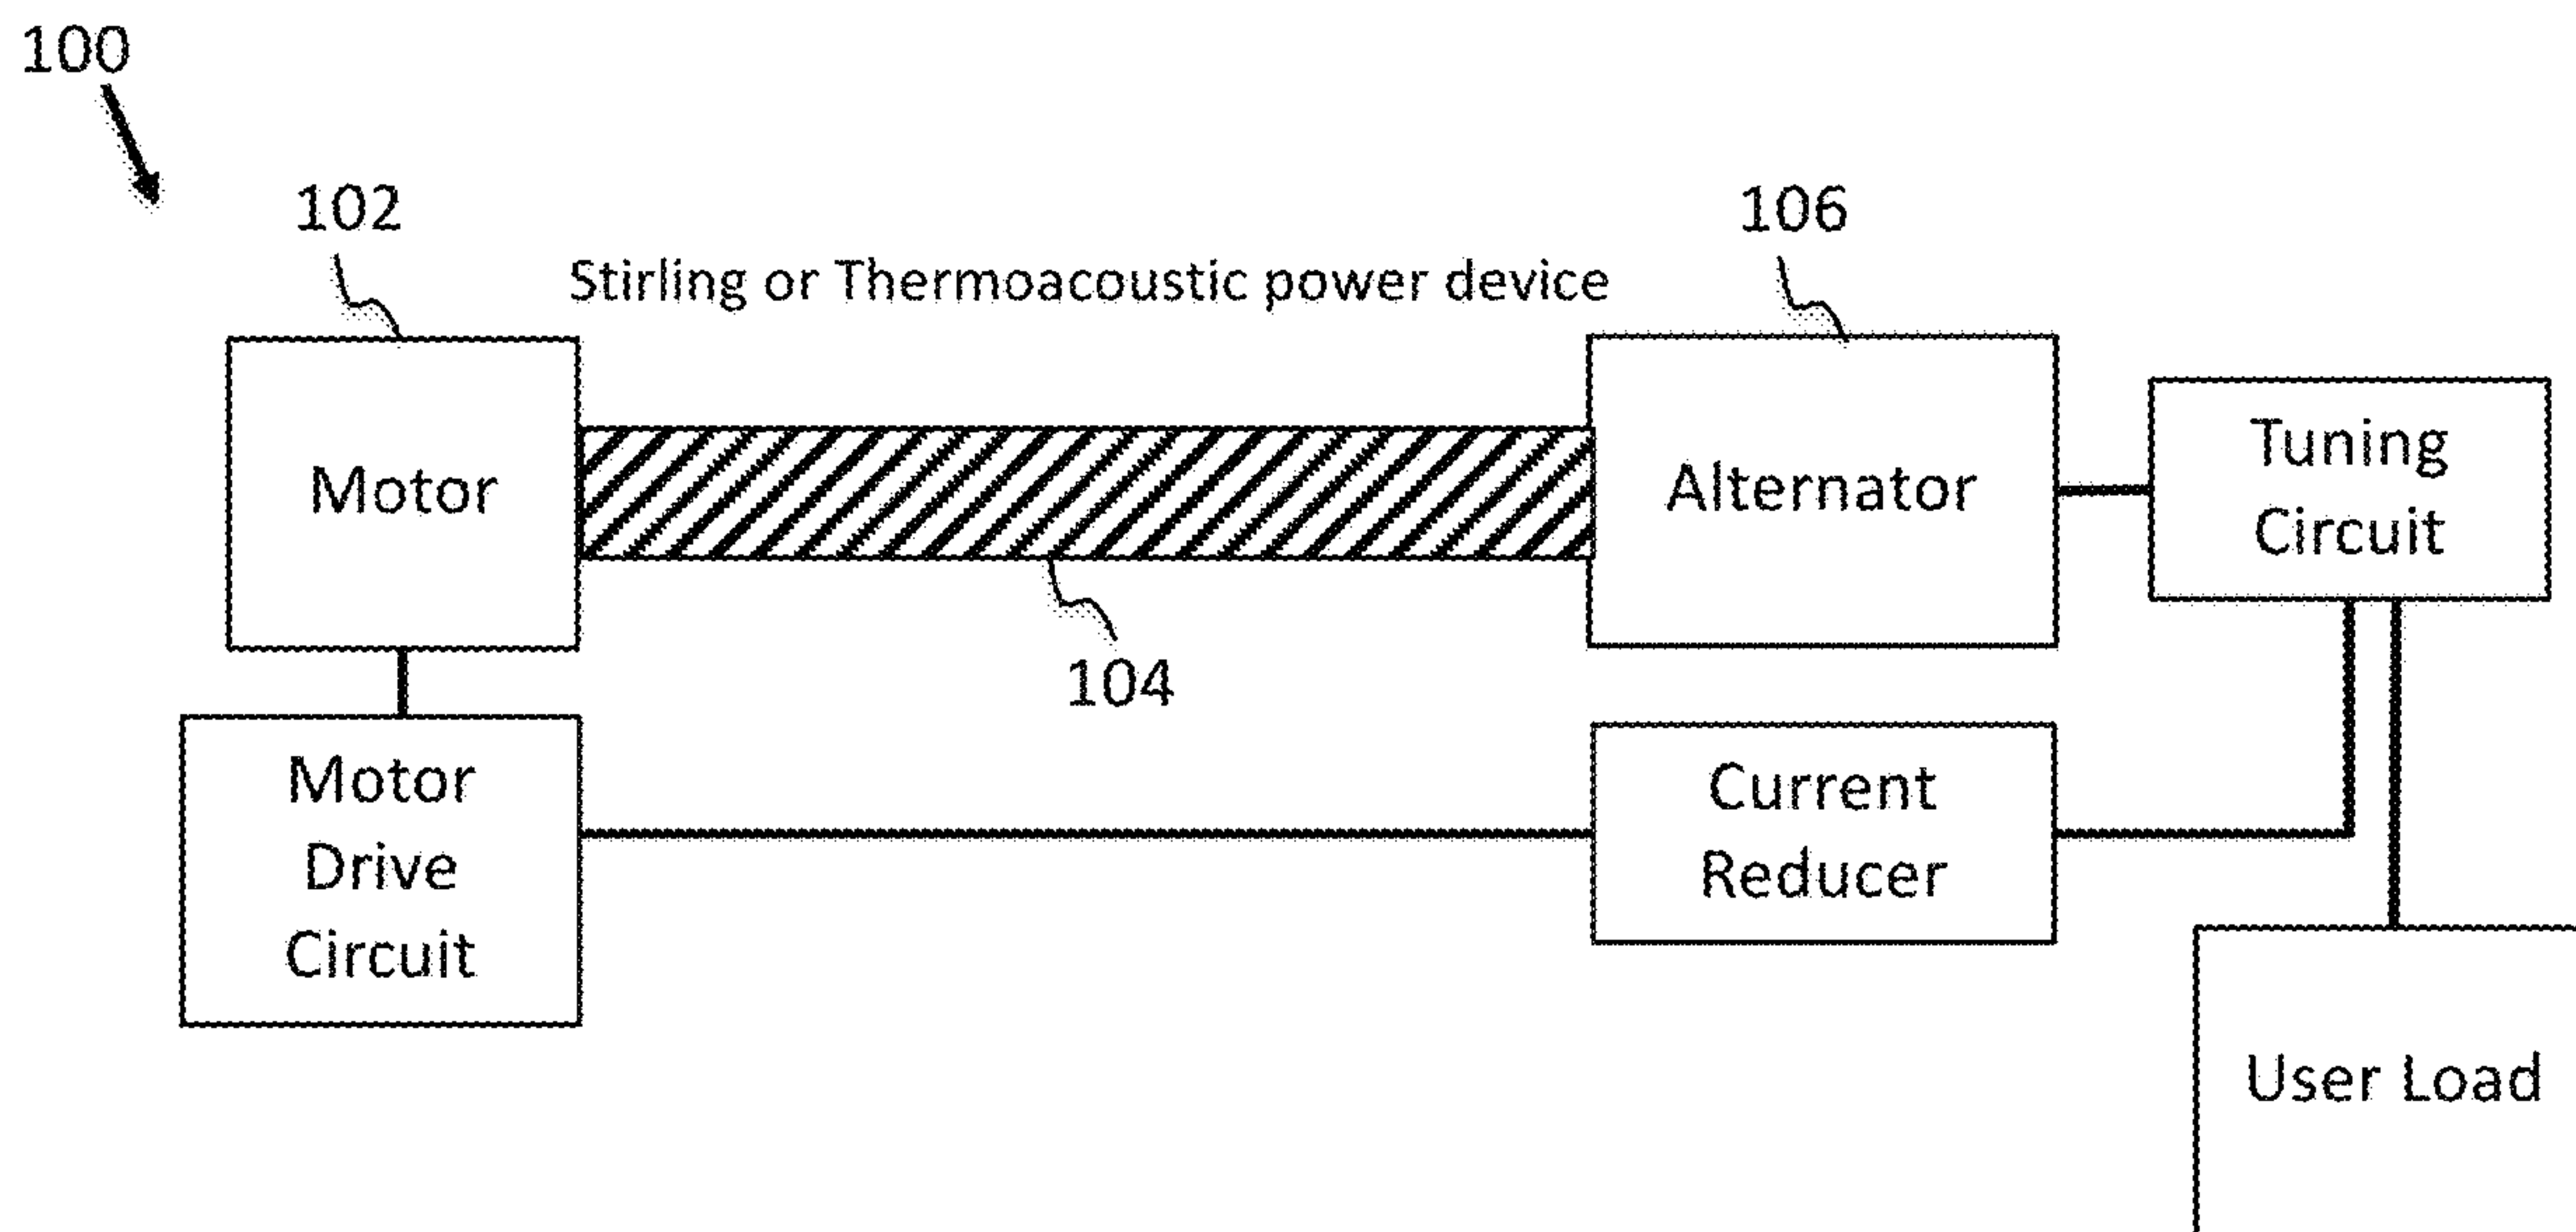 100
102
106
Stirling or Thermoacoustic power device
Motor
Alternator
Tuning
Circuit
104
Motor
Drive
Circuit
Current
Reducer
User Load